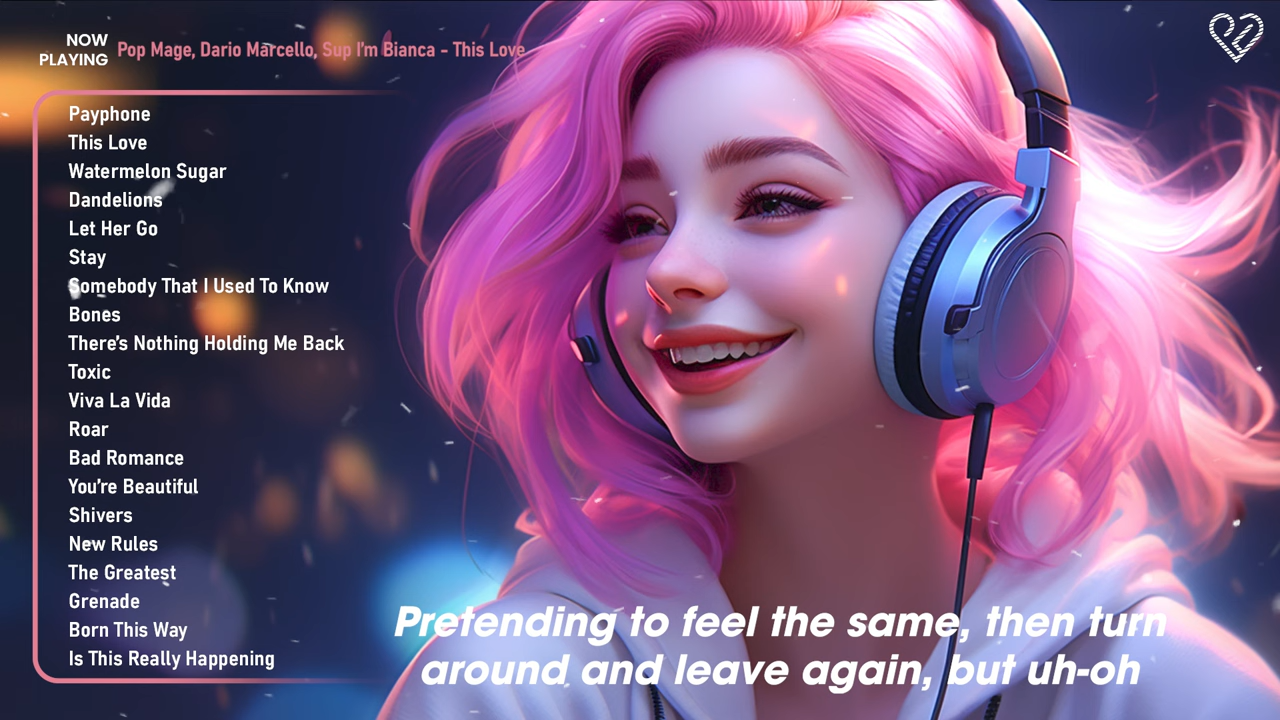 NOW
PLAYING
Pop Mage, Dario Marcello, Sup I'm Bianca - This Love
Payphone
This Love
Watermelon Sugar
Dandelions
Let Her Go
Stay
Somebody That I Used To Know
Bones
There's Nothing Holding Me Back
Toxic
Viva La Vida
Roar
Bad Romance
You're Beautiful
Shivers
New Rules
The Greatest
Grenade
Born This Way
Is This Really Happening
Pretending to feel the same, then turn
around and leave again, but uh-oh